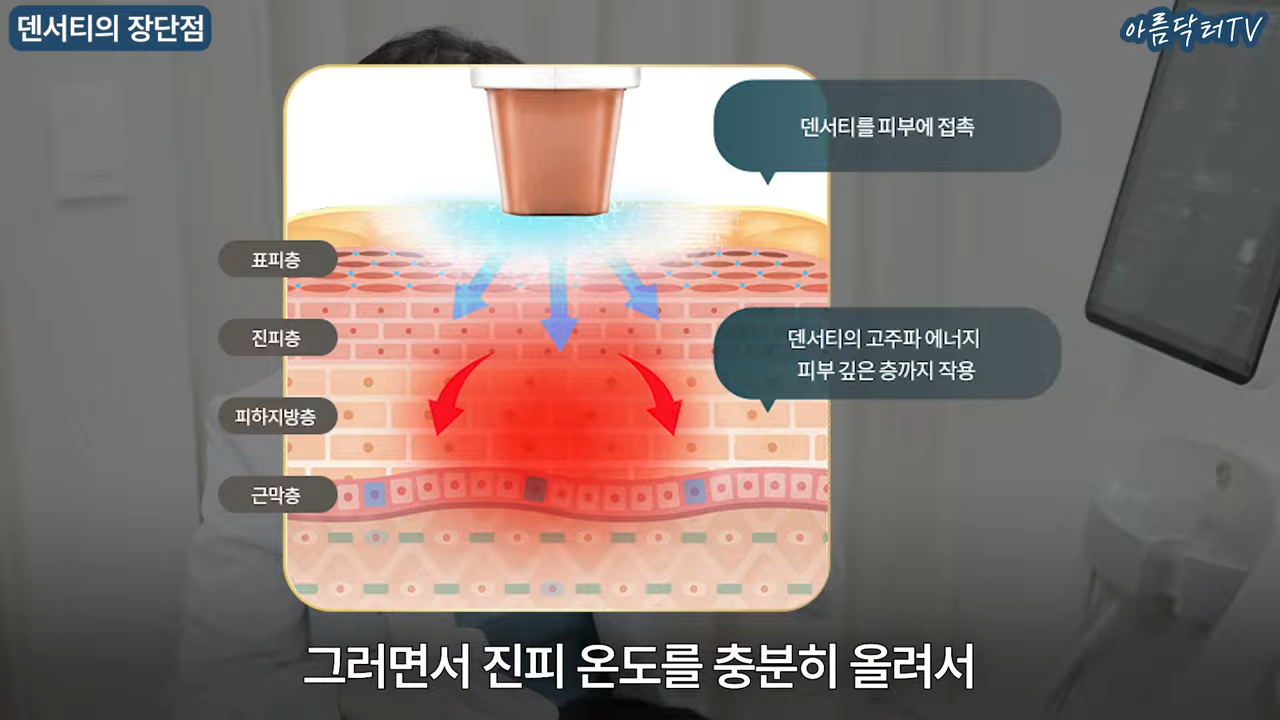 덴서티의 장단점
아름닥터TV
덴서티를 피부에 접촉
표피층
진피층
덴서티의 고주파 에너지
피부 깊은 층까지 작용
피하지방층
근막층
그러면서 진피 온도를 충분히 올려서